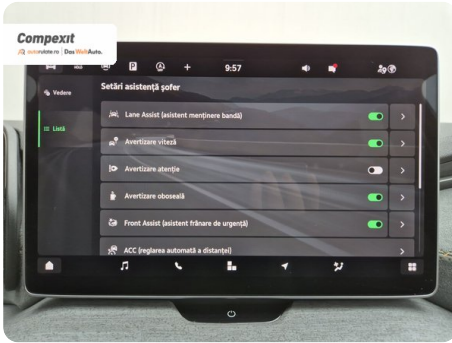 Compexit
autorulate.ro | Das WeltAuto.
HOLD P A + 9:57
Vedere
Setări asistență șofer
Listă
Lane Assist (asistent menținere bandă)
Avertizare viteză
Avertizare atenție
Avertizare oboseală
Front Assist (asistent frânare de urgență)
ACC (reglarea automată a distanței)